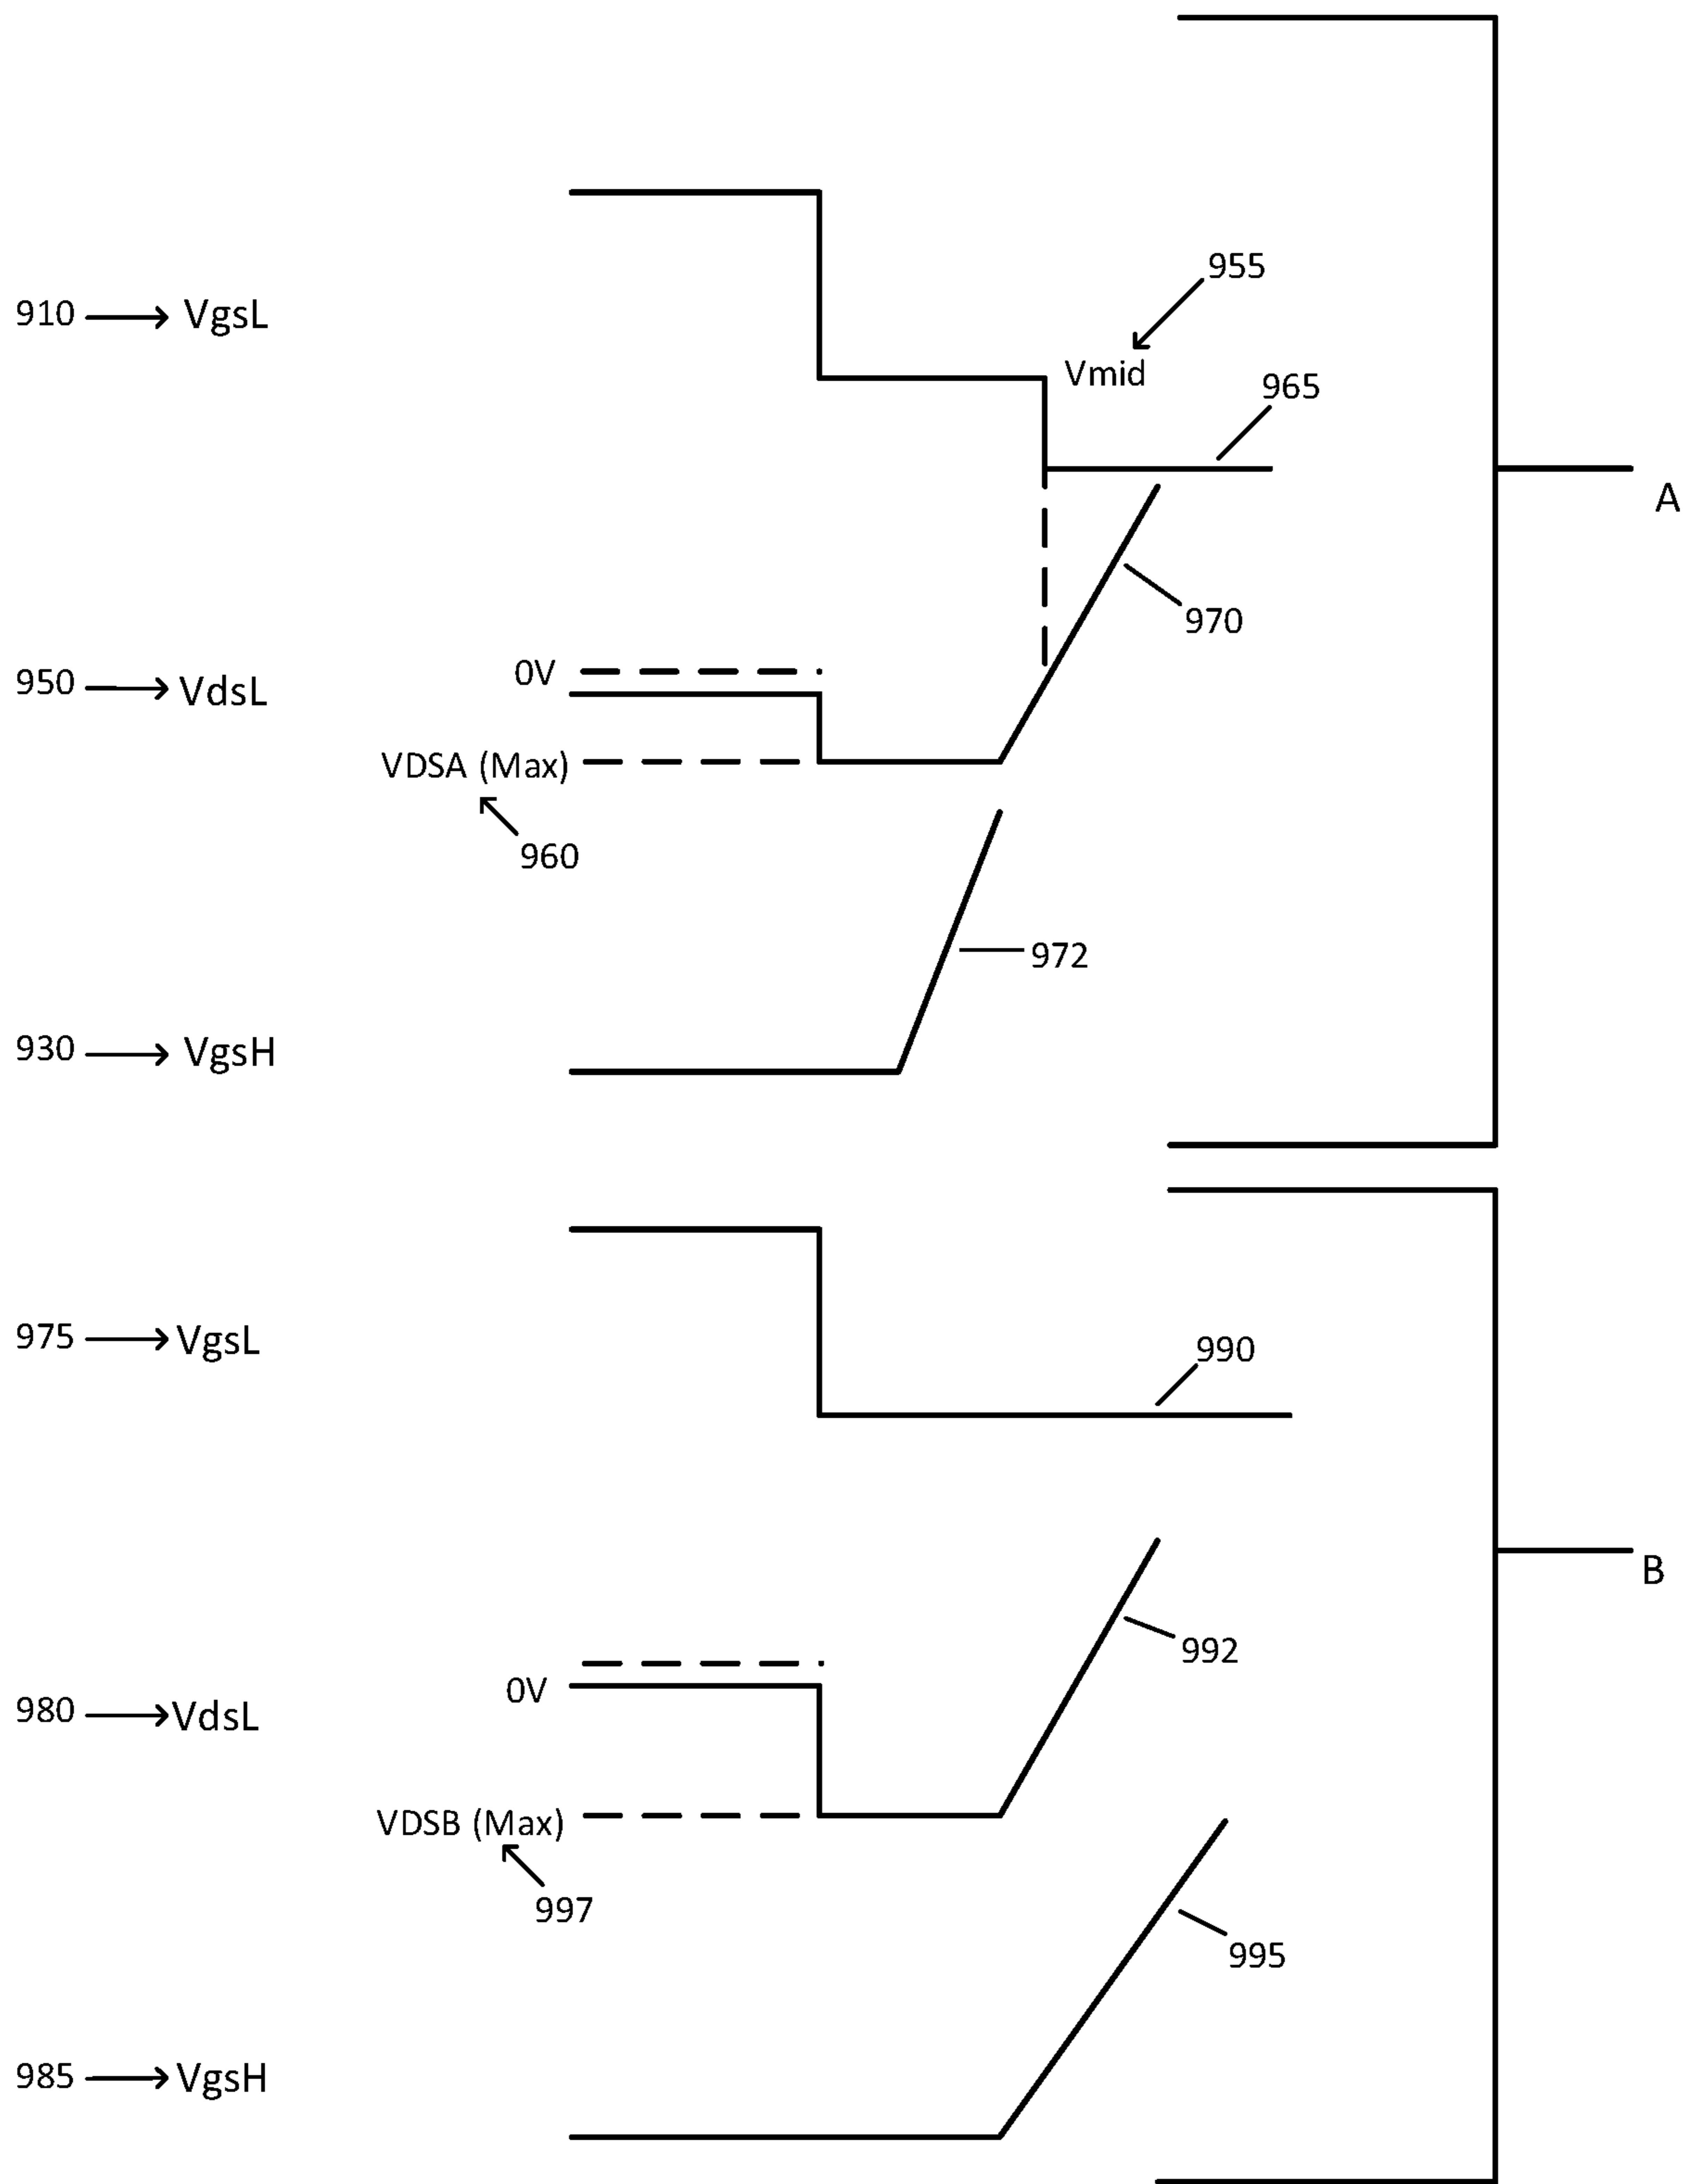 955
910 VgsL
Vmid
965
A
970
0V
950 VdsL
VDSA (Max)
960
972
930 VgsH
975 VgsL
990
B
992
0V
980 VdsL
VDSB (Max)
997
995
985 VgsH